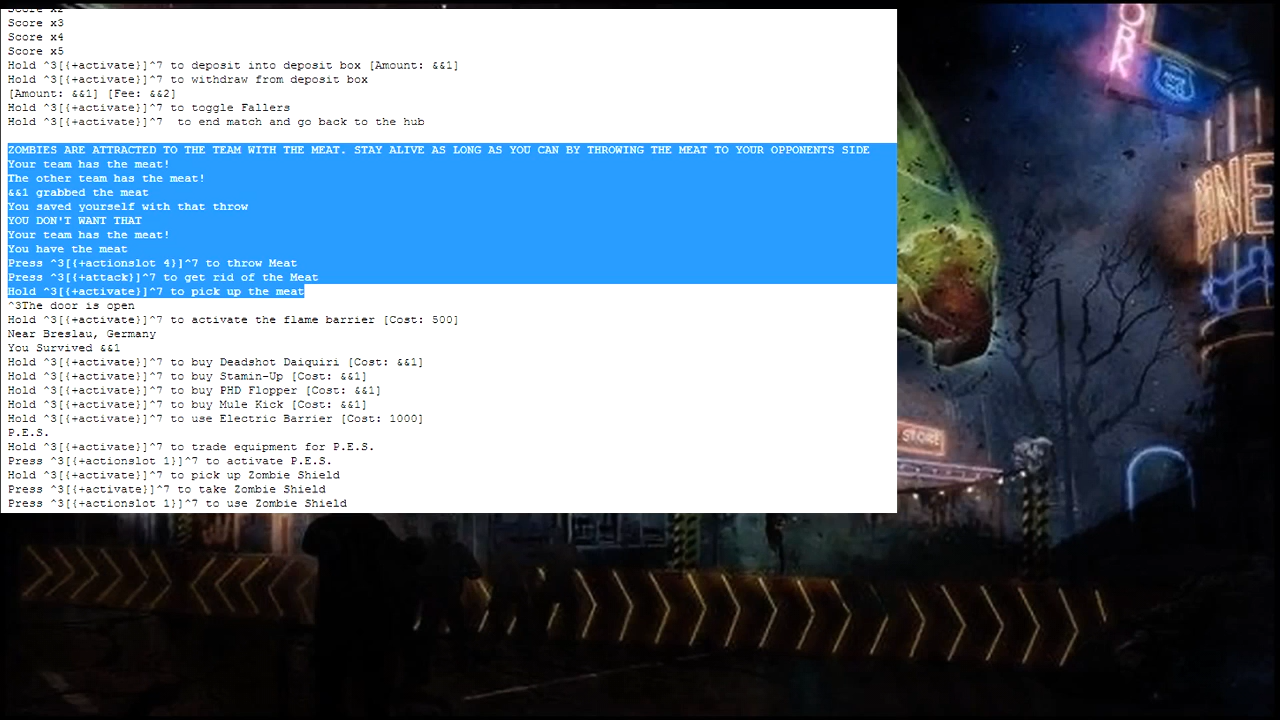 Score x2
Score x3
Score x4
Score x5
Hold ^3[{+activate}]^7 to deposit into deposit box [Amount: &&1]
Hold ^3[{+activate}]^7 to withdraw from deposit box
[Amount: &&1] [Fee: &&2]
Hold ^3[{+activate}]^7 to toggle Fallers
Hold ^3[{+activate}]^7  to end match and go back to the hub
ZOMBIES ARE ATTRACTED TO THE TEAM WITH THE MEAT. STAY ALIVE AS LONG AS YOU CAN BY THROWING THE MEAT TO YOUR OPPONENTS SIDE
Your team has the meat!
The other team has the meat!
&&1 grabbed the meat
You saved yourself with that throw
YOU DON'T WANT THAT
Your team has the meat!
You have the meat
Press ^3[{+actionslot 4}]^7 to throw Meat
Press ^3[{+attack}]^7 to get rid of the Meat
Hold ^3[{+activate}]^7 to pick up the meat
^3The door is open
Hold ^3[{+activate}]^7 to activate the flame barrier [Cost: 500]
Near Breslau, Germany
You Survived &&1
Hold ^3[{+activate}]^7 to buy Deadshot Daiquiri [Cost: &&1]
Hold ^3[{+activate}]^7 to buy Stamin-Up [Cost: &&1]
Hold ^3[{+activate}]^7 to buy PHD Flopper [Cost: &&1]
Hold ^3[{+activate}]^7 to buy Mule Kick [Cost: &&1]
Hold ^3[{+activate}]^7 to use Electric Barrier [Cost: 1000]
P.E.S.
Hold ^3[{+activate}]^7 to trade equipment for P.E.S.
Press ^3[{+actionslot 1}]^7 to activate P.E.S.
Hold ^3[{+activate}]^7 to pick up Zombie Shield
Press ^3[{+activate}]^7 to take Zombie Shield
Press ^3[{+actionslot 1}]^7 to use Zombie Shield
ORK
STORE